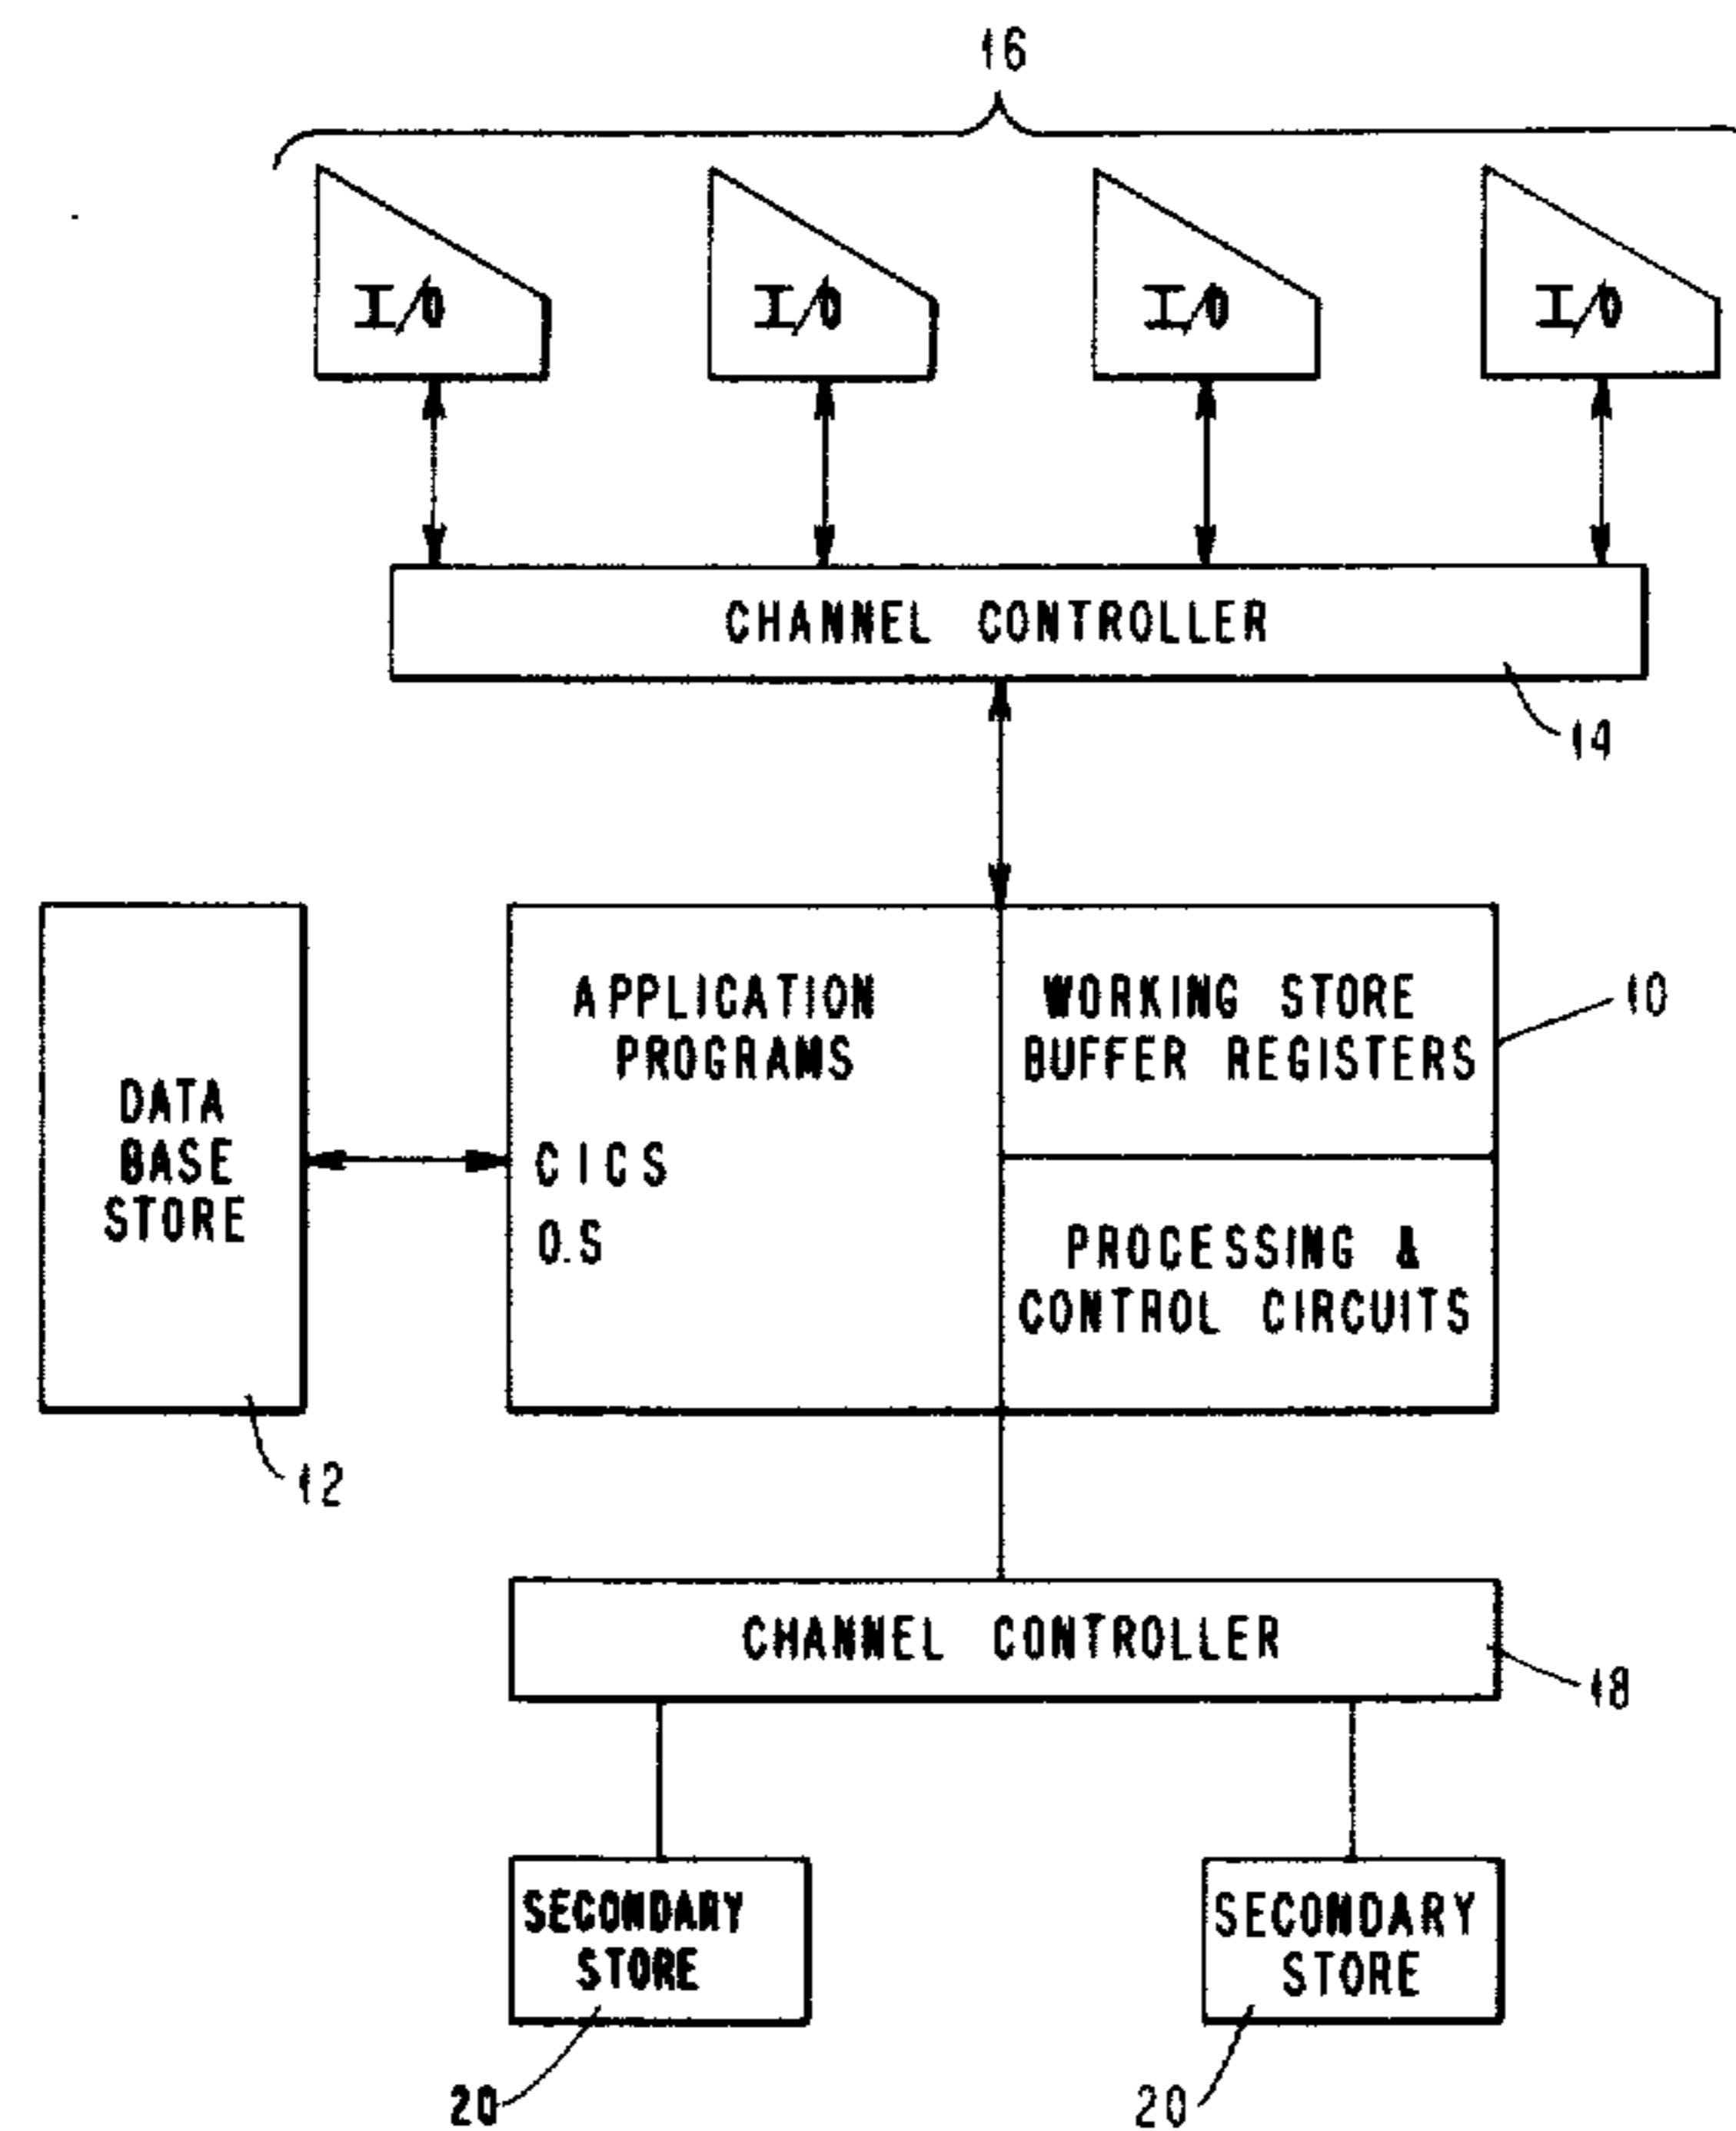 16
I/O I/O I/O I/O
CHANNEL CONTROLLER
14
APPLICATION
PROGRAMS
CICS
O.S
WORKING STORE
BUFFER REGISTERS
10
PROCESSING &
CONTROL CIRCUITS
DATA
BASE
STORE
12
CHANNEL CONTROLLER
18
SECONDARY
STORE
20
SECONDARY
STORE
20